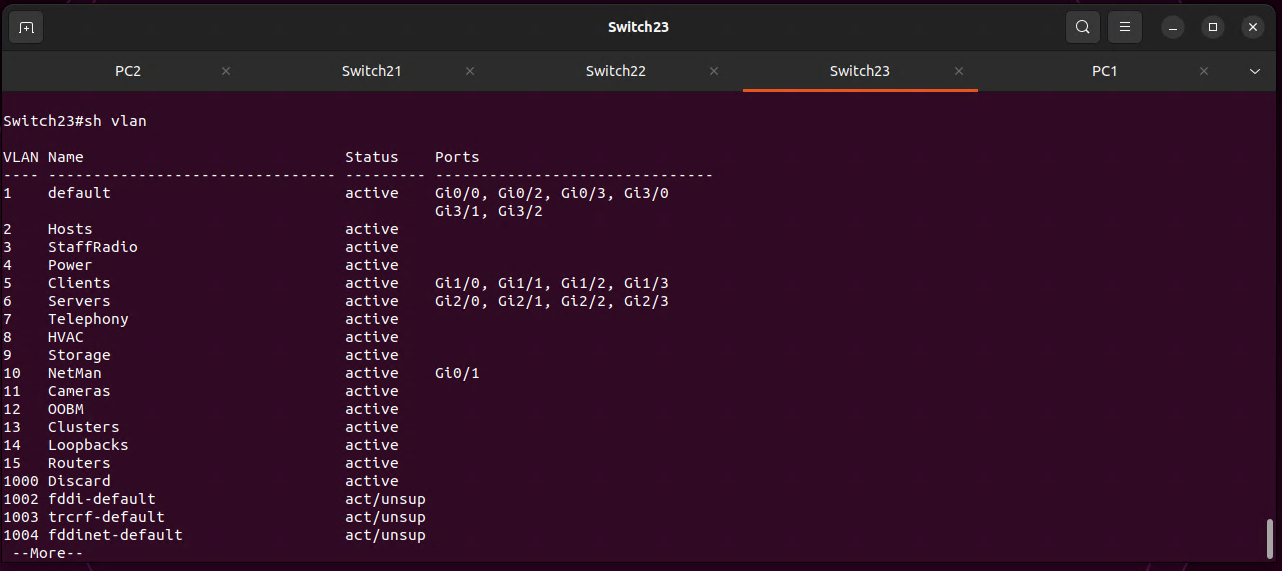 Switch23
PC2 Switch21 Switch22 Switch23 PC1
Switch23#sh vlan
VLAN Name                             Status    Ports
---- -------------------------------- --------- -------------------------------
1    default                          active    Gi0/0, Gi0/2, Gi0/3, Gi3/0
                                                Gi3/1, Gi3/2
2    Hosts                            active
3    StaffRadio                       active
4    Power                            active
5    Clients                          active    Gi1/0, Gi1/1, Gi1/2, Gi1/3
6    Servers                          active    Gi2/0, Gi2/1, Gi2/2, Gi2/3
7    Telephony                        active
8    HVAC                             active
9    Storage                          active
10   NetMan                           active    Gi0/1
11   Cameras                          active
12   OOBM                             active
13   Clusters                         active
14   Loopbacks                        active
15   Routers                          active
1000 Discard                          active
1002 fddi-default                     act/unsup
1003 trcrf-default                    act/unsup
1004 fddinet-default                  act/unsup
 --More--